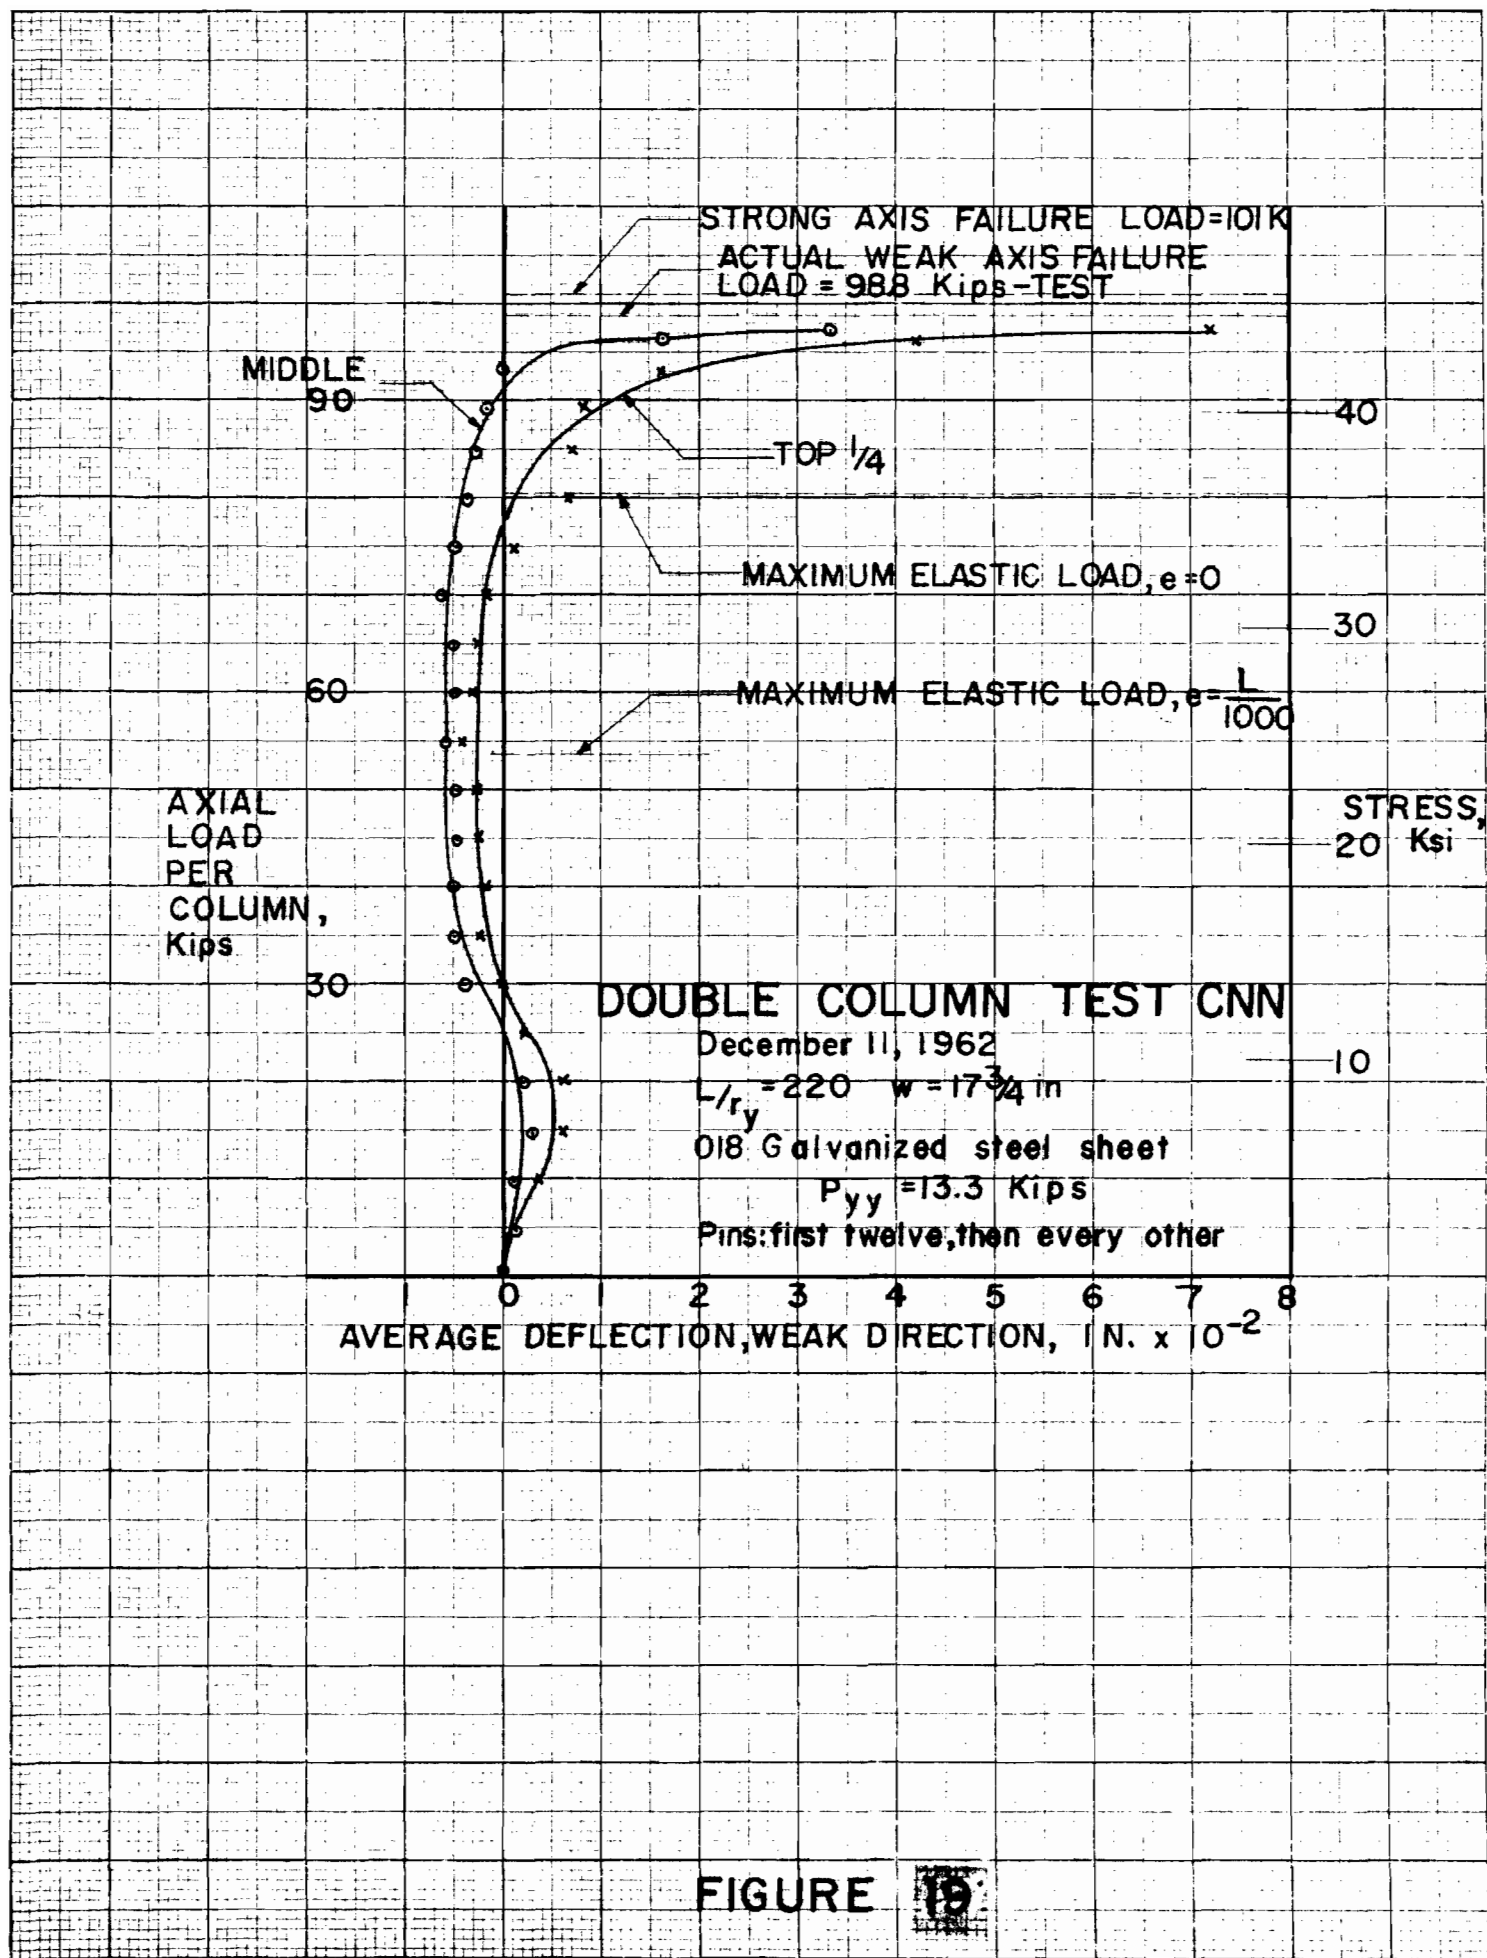 STRONG AXIS FAILURE LOAD=101K
ACTUAL WEAK AXIS FAILURE
LOAD = 98.8 Kips-TEST
MIDDLE
90
40
TOP 1/4
MAXIMUM ELASTIC LOAD, e=0
30
60
MAXIMUM ELASTIC LOAD, e=L/1000
AXIAL
LOAD
PER
COLUMN,
Kips
STRESS,
20 Ksi
30
DOUBLE COLUMN TEST CNN
December 11, 1962
10
L/ry = 220 w = 17 3/4 in
018 Galvanized steel sheet
Pyy = 13.3 Kips
Pins: first twelve, then every other
1 0 1 2 3 4 5 6 7 8
AVERAGE DEFLECTION, WEAK DIRECTION, IN. x 10-2
FIGURE 19